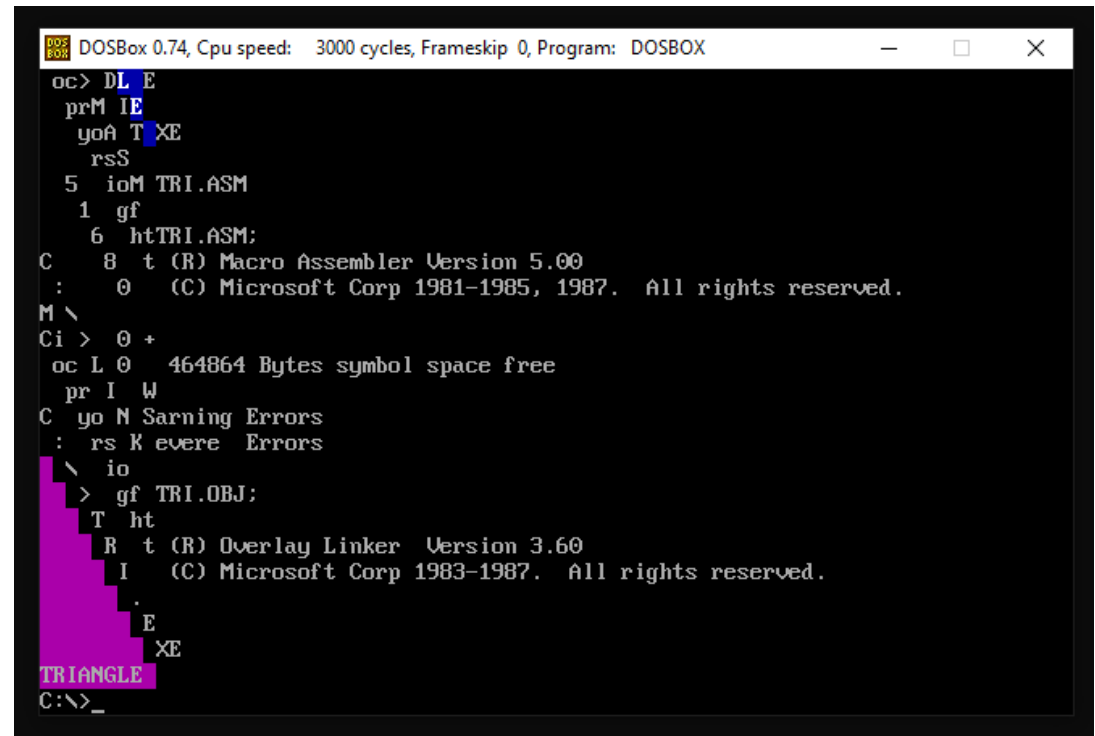 DOSBox 0.74, Cpu speed: 3000 cycles, Frameskip 0, Program: DOSBOX
oc> DL E
prM IE
yoA T XE
rsS
5 ioM TRI.ASM
1 gf
6 htTRI.ASM;
C 8 t (R) Macro Assembler Version 5.00
: 0 (C) Microsoft Corp 1981-1985, 1987. All rights reserved.
M \
Ci > 0 +
oc L 0 464864 Bytes symbol space free
pr I W
C yo N Sarning Errors
: rs K evere Errors
\ io
> gf TRI.OBJ;
T ht
R t (R) Overlay Linker Version 3.60
I (C) Microsoft Corp 1983-1987. All rights reserved.
.
E
XE
TRIANGLE
C:\>_